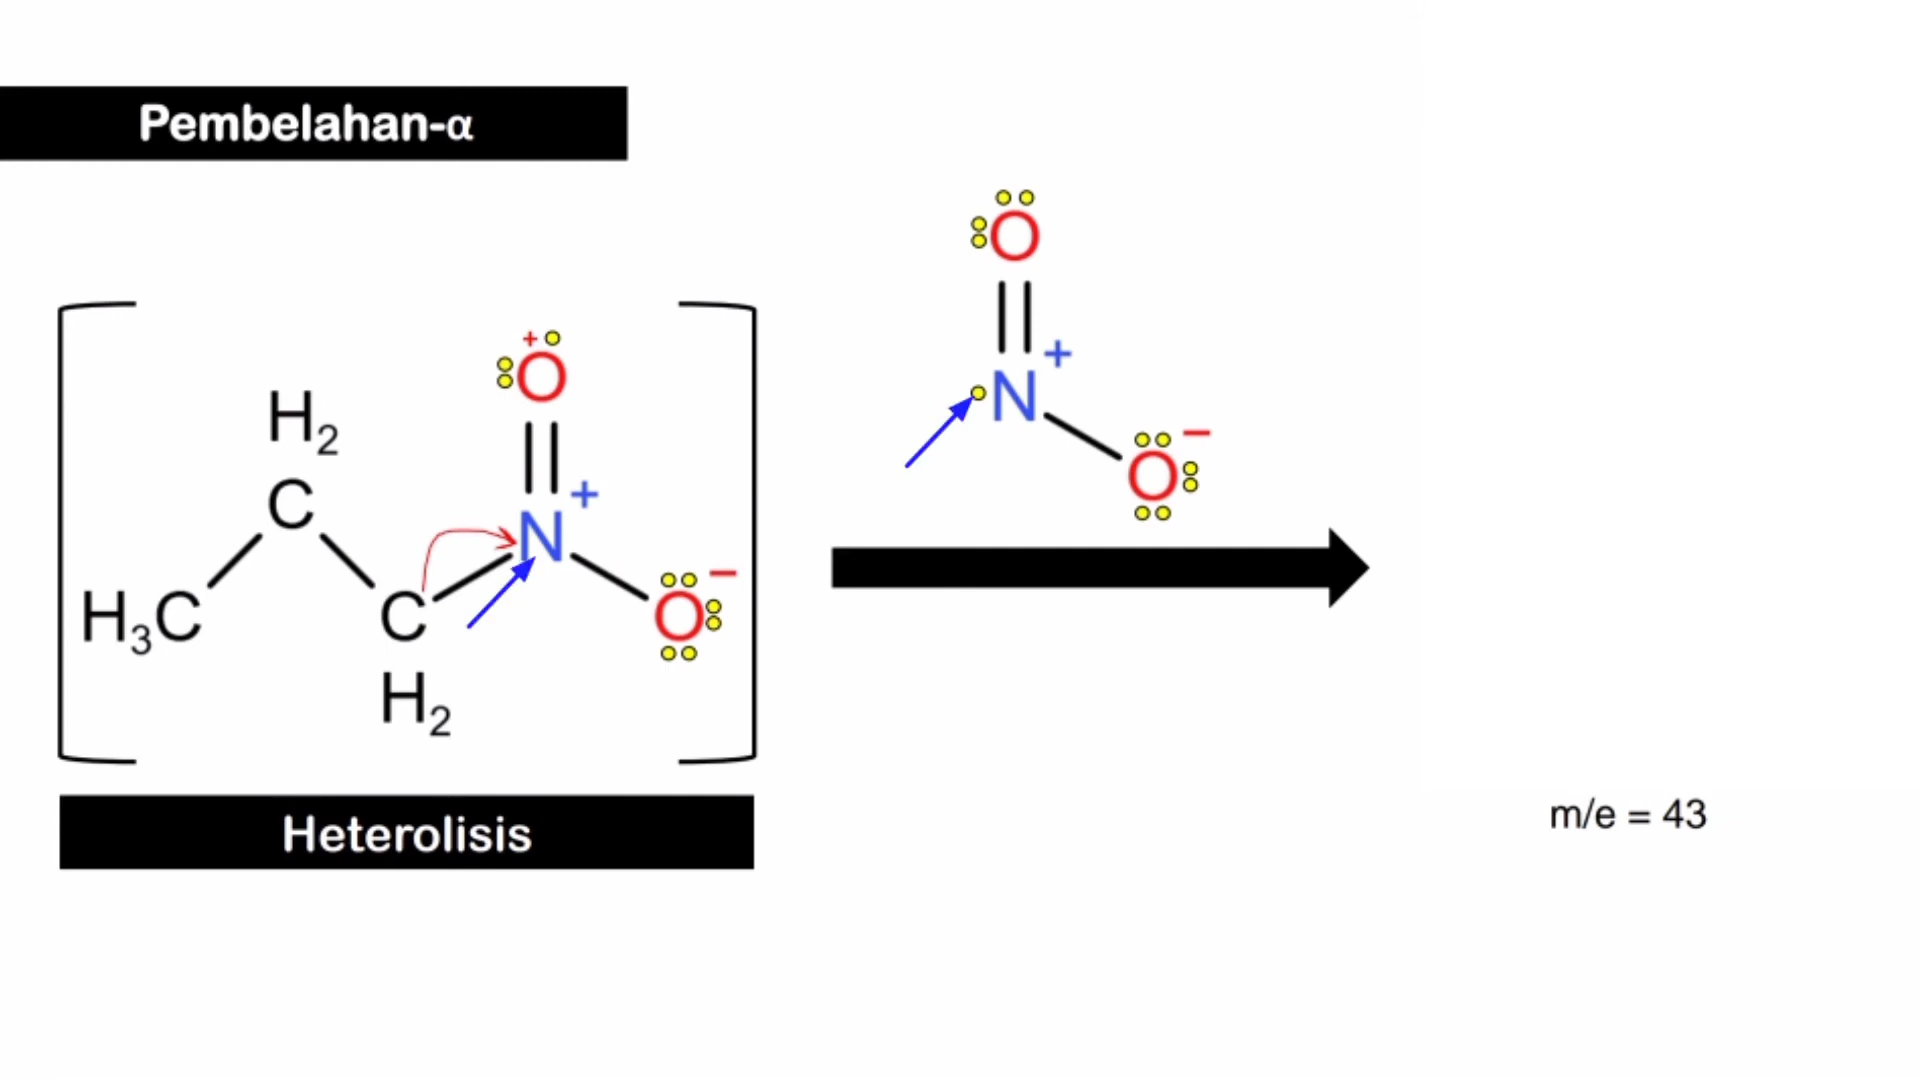 Pembelahan-α
O
N +
O −
+
O
H2
C
N +
H3C
C
O −
H2
Heterolisis
m/e = 43